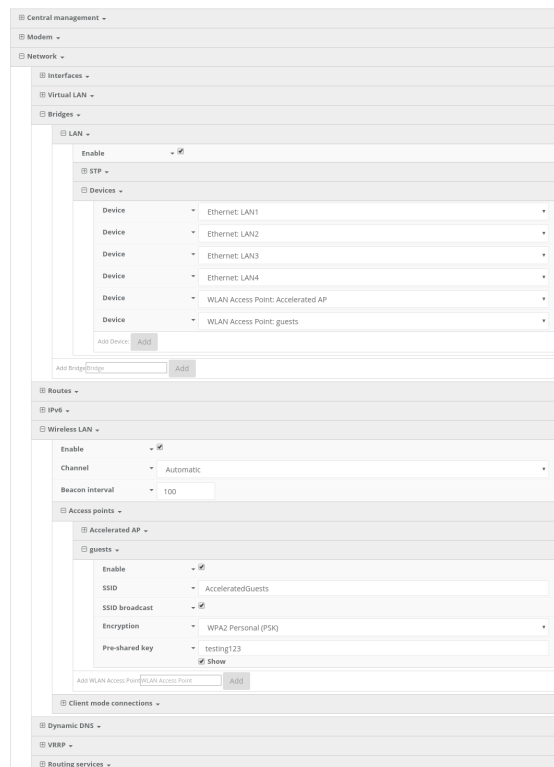 Central management
Modem
Network
Interfaces
Virtual LAN
Bridges
LAN
Enable
STP
Devices
Device Ethernet: LAN1
Device Ethernet: LAN2
Device Ethernet: LAN3
Device Ethernet: LAN4
Device WLAN Access Point: Accelerated AP
Device WLAN Access Point: guests
Add Device: Add
Add Bridge Bridge Add
Routes
IPv6
Wireless LAN
Enable
Channel Automatic
Beacon interval 100
Access points
Accelerated AP
guests
Enable
SSID AcceleratedGuests
SSID broadcast
Encryption WPA2 Personal (PSK)
Pre-shared key testing123
Show
Add WLAN Access Point WLAN Access Point Add
Client mode connections
Dynamic DNS
VRRP
Routing services